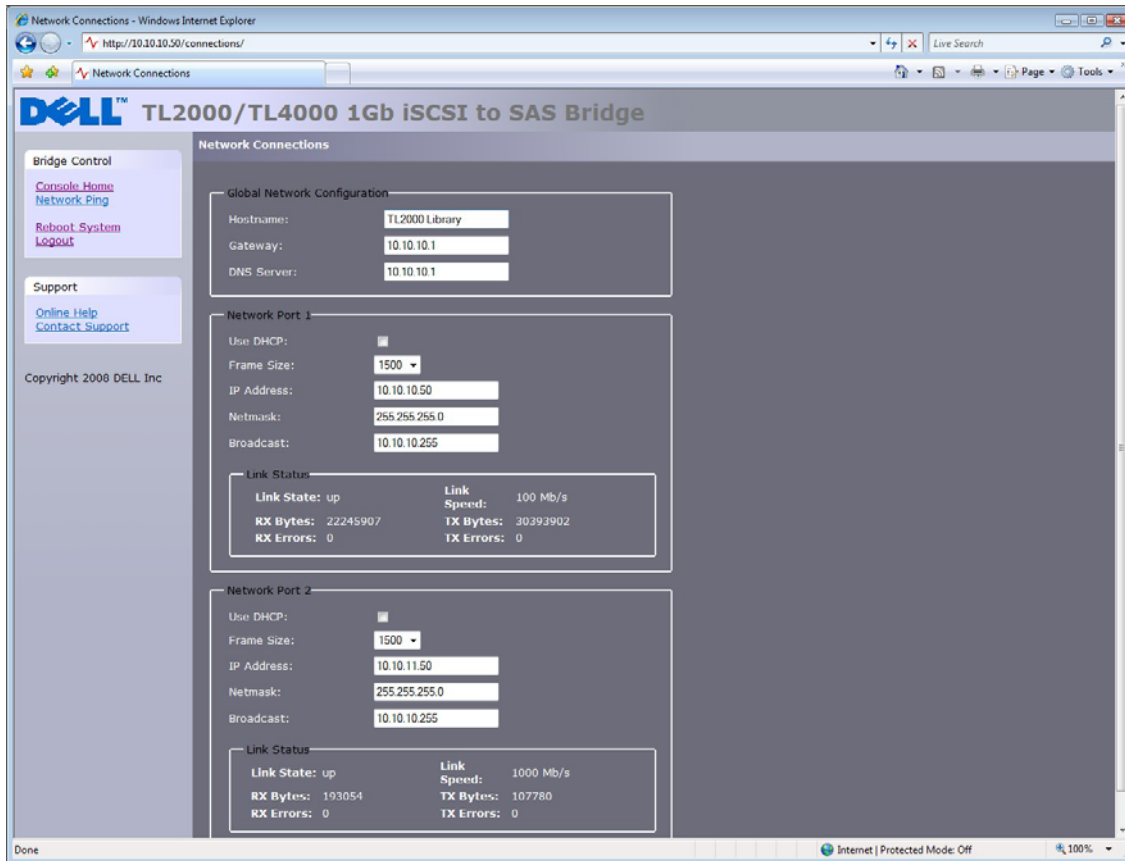 Network Connections - Windows Internet Explorer
http://10.10.10.50/connections/
Live Search
Network Connections
Page
Tools
DELL™ TL2000/TL4000 1Gb iSCSI to SAS Bridge
Network Connections
Bridge Control
Console Home
Network Ping
Reboot System
Logout
Support
Online Help
Contact Support
Copyright 2008 DELL Inc
Global Network Configuration
Hostname: TL2000 Library
Gateway: 10.10.10.1
DNS Server: 10.10.10.1
Network Port 1
Use DHCP:
Frame Size: 1500
IP Address: 10.10.10.50
Netmask: 255.255.255.0
Broadcast: 10.10.10.255
Link Status
Link State: up Link Speed: 100 Mb/s
RX Bytes: 22245907 TX Bytes: 30393902
RX Errors: 0 TX Errors: 0
Network Port 2
Use DHCP:
Frame Size: 1500
IP Address: 10.10.11.50
Netmask: 255.255.255.0
Broadcast: 10.10.10.255
Link Status
Link State: up Link Speed: 1000 Mb/s
RX Bytes: 193054 TX Bytes: 107780
RX Errors: 0 TX Errors: 0
Done
Internet | Protected Mode: Off
100%